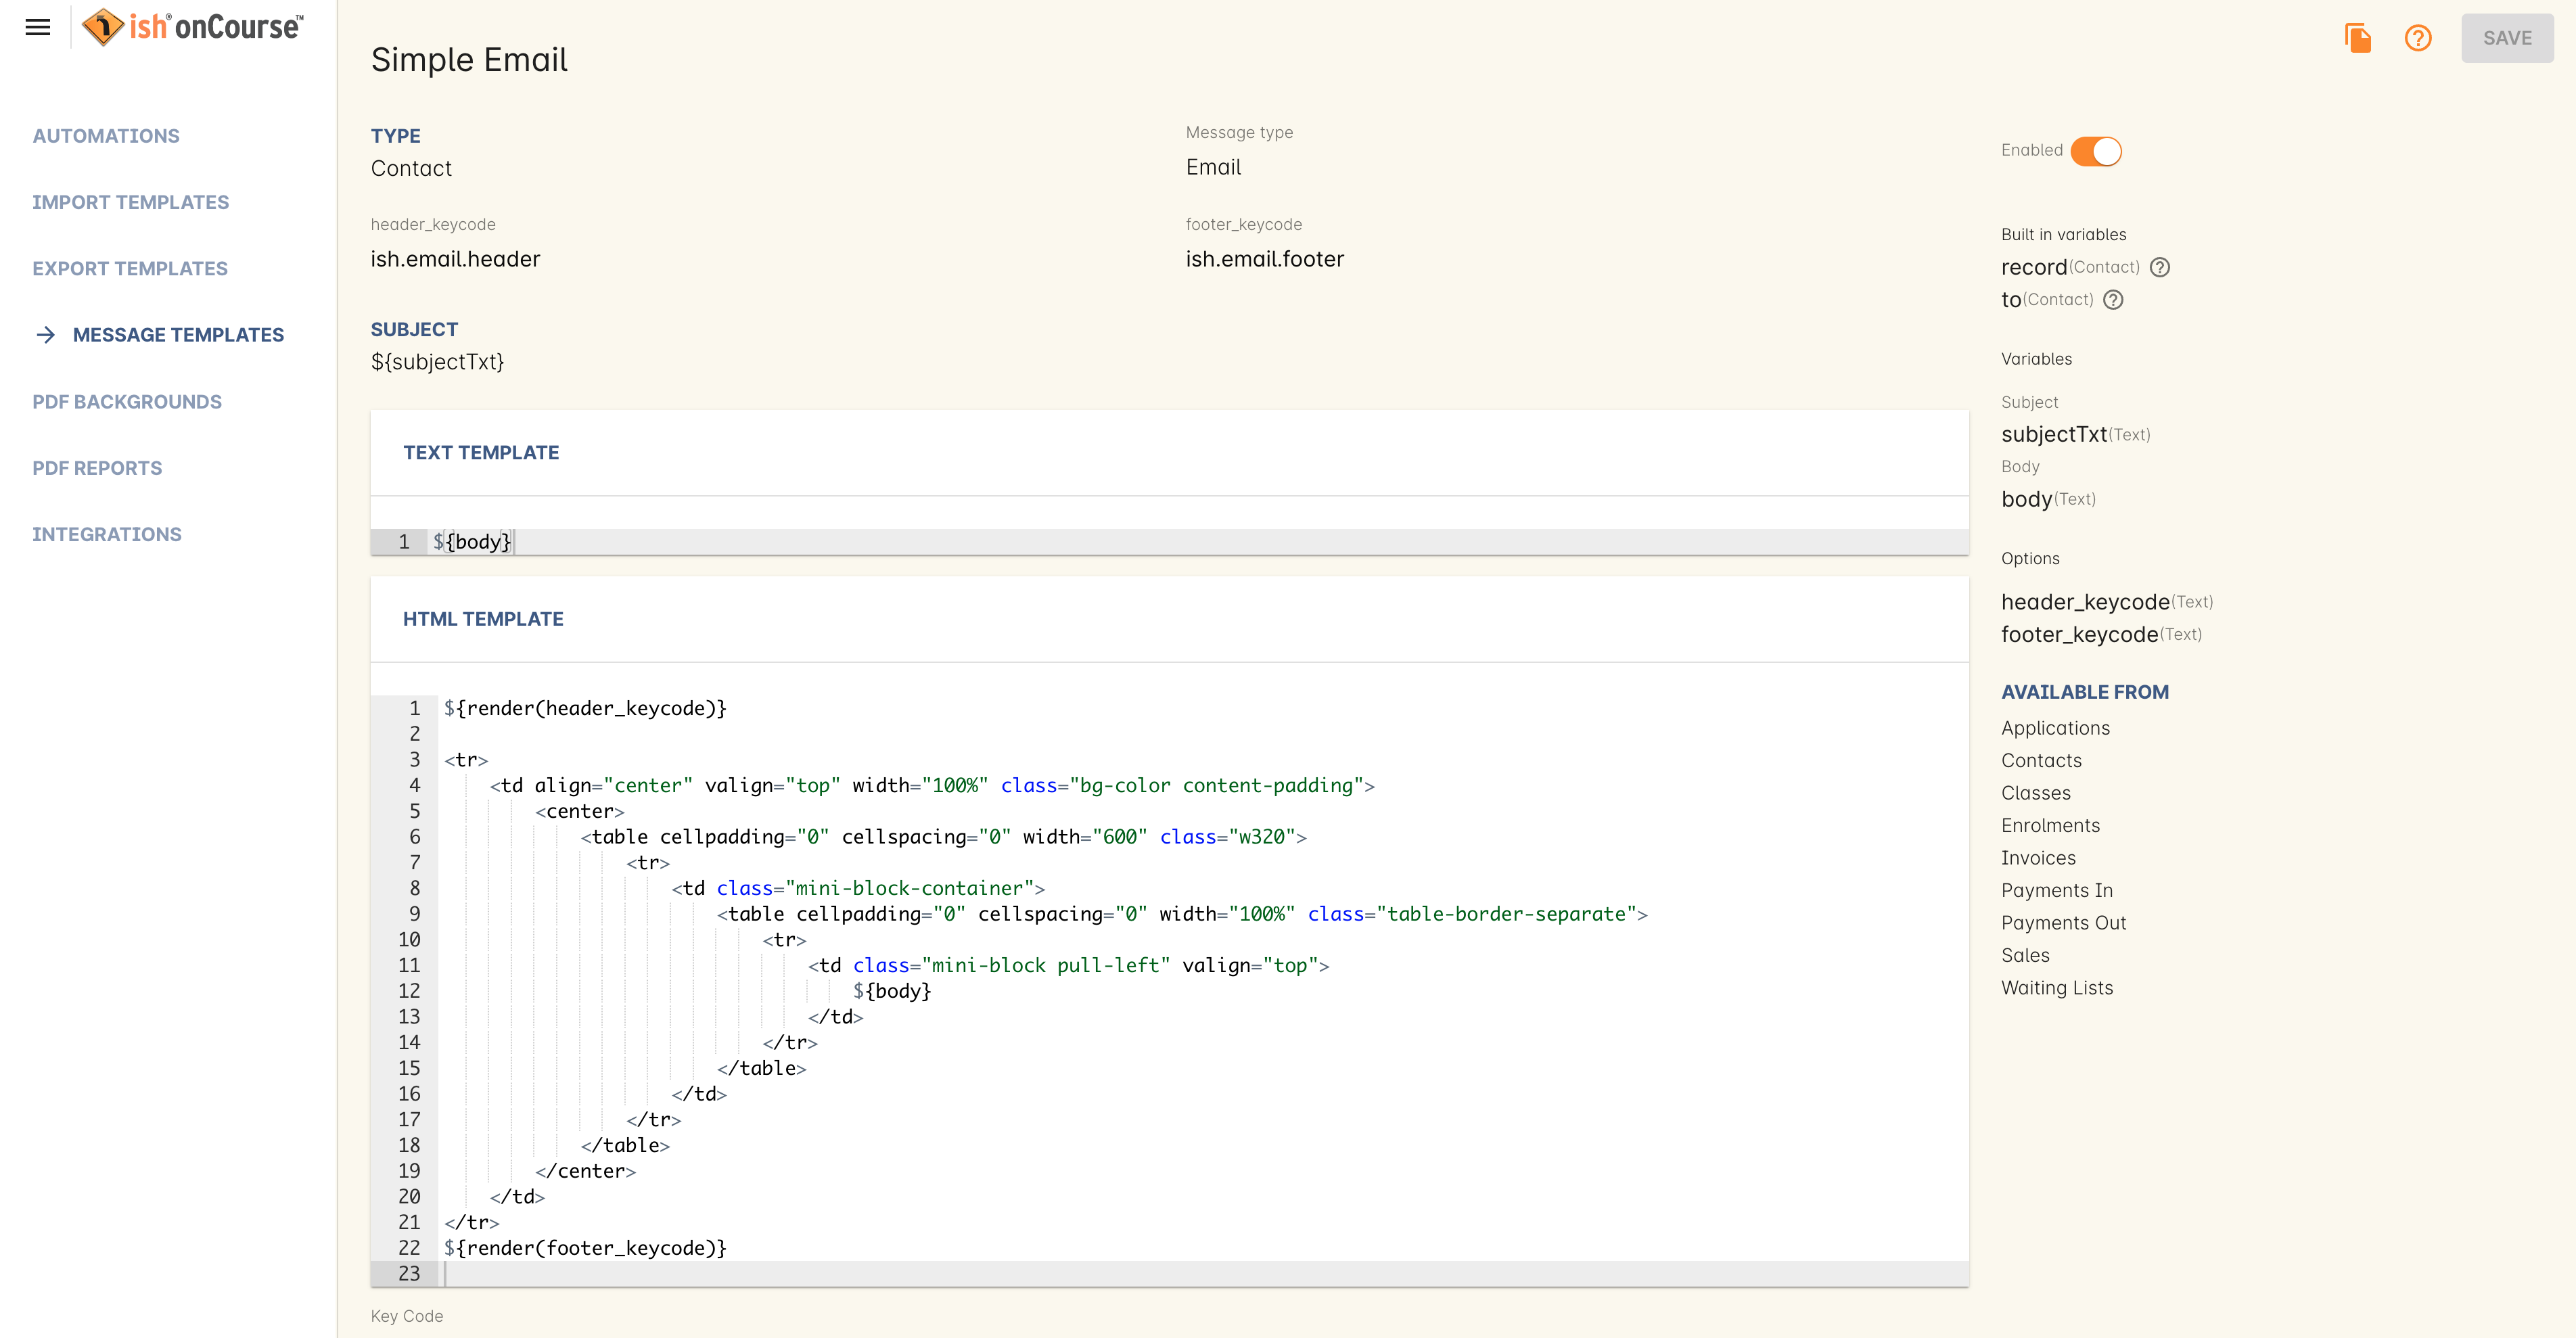 ish® onCourse™
AUTOMATIONS
IMPORT TEMPLATES
EXPORT TEMPLATES
MESSAGE TEMPLATES
PDF BACKGROUNDS
PDF REPORTS
INTEGRATIONS
Simple Email
SAVE
TYPE
Contact
Message type
Email
header_keycode
ish.email.header
footer_keycode
ish.email.footer
SUBJECT
${subjectTxt}
TEXT TEMPLATE
1 ${body}
HTML TEMPLATE
1 ${render(header_keycode)}
2
3 <tr>
4 <td align="center" valign="top" width="100%" class="bg-color content-padding">
5 <center>
6 <table cellpadding="0" cellspacing="0" width="600" class="w320">
7 <tr>
8 <td class="mini-block-container">
9 <table cellpadding="0" cellspacing="0" width="100%" class="table-border-separate">
10 <tr>
11 <td class="mini-block pull-left" valign="top">
12 ${body}
13 </td>
14 </tr>
15 </table>
16 </td>
17 </tr>
18 </table>
19 </center>
20 </td>
21 </tr>
22 ${render(footer_keycode)}
23
Key Code
Enabled
Built in variables
record(Contact) ?
to(Contact) ?
Variables
Subject
subjectTxt(Text)
Body
body(Text)
Options
header_keycode(Text)
footer_keycode(Text)
AVAILABLE FROM
Applications
Contacts
Classes
Enrolments
Invoices
Payments In
Payments Out
Sales
Waiting Lists